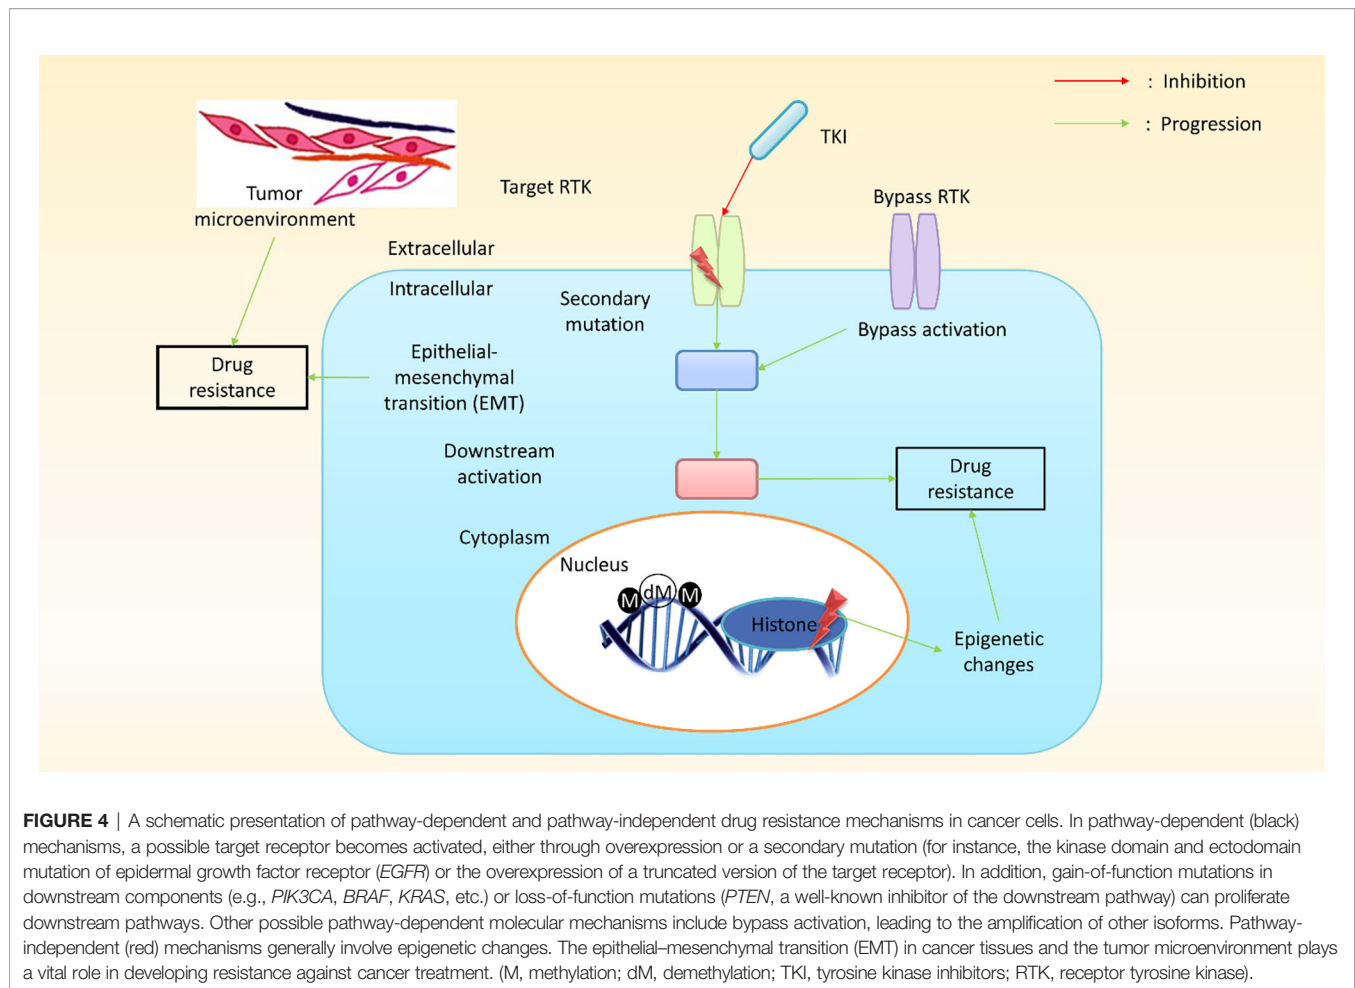 : Inhibition
: Progression
TKI
Tumor
microenvironment
Target RTK
Bypass RTK
Extracellular
Intracellular
Secondary
mutation
Bypass activation
Epithelial-
mesenchymal
transition (EMT)
Drug
resistance
Downstream
activation
Drug
resistance
Cytoplasm
Nucleus
M dM M
Histone
Epigenetic
changes
FIGURE 4 | A schematic presentation of pathway-dependent and pathway-independent drug resistance mechanisms in cancer cells. In pathway-dependent (black)
mechanisms, a possible target receptor becomes activated, either through overexpression or a secondary mutation (for instance, the kinase domain and ectodomain
mutation of epidermal growth factor receptor (EGFR) or the overexpression of a truncated version of the target receptor). In addition, gain-of-function mutations in
downstream components (e.g., PIK3CA, BRAF, KRAS, etc.) or loss-of-function mutations (PTEN, a well-known inhibitor of the downstream pathway) can proliferate
downstream pathways. Other possible pathway-dependent molecular mechanisms include bypass activation, leading to the amplification of other isoforms. Pathway-
independent (red) mechanisms generally involve epigenetic changes. The epithelial–mesenchymal transition (EMT) in cancer tissues and the tumor microenvironment plays
a vital role in developing resistance against cancer treatment. (M, methylation; dM, demethylation; TKI, tyrosine kinase inhibitors; RTK, receptor tyrosine kinase).